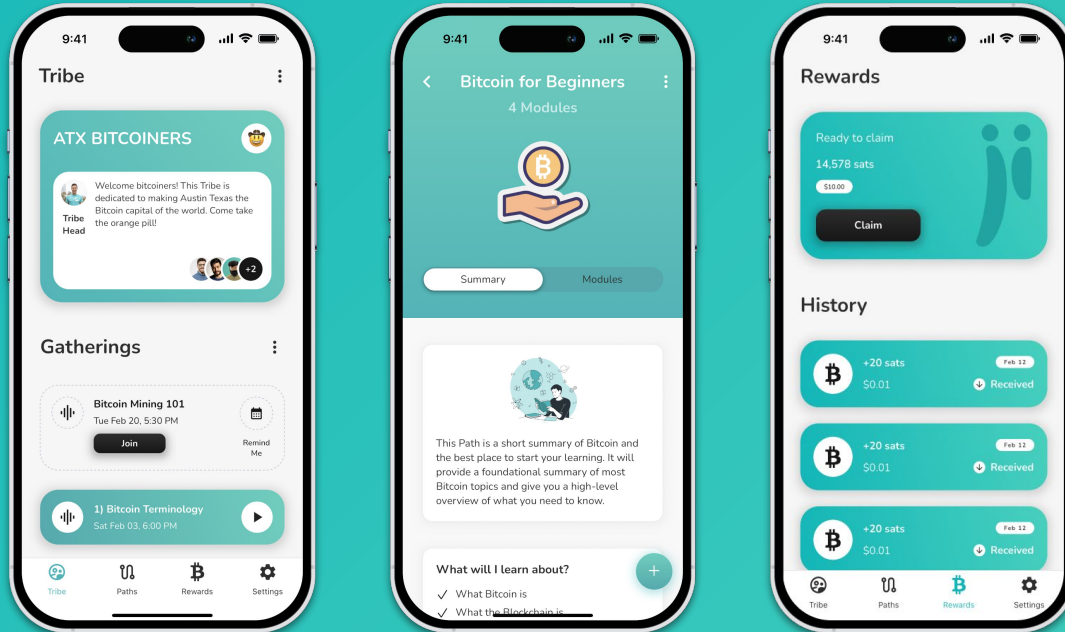 9:41
Tribe
ATX BITCOINERS
Welcome bitcoiners! This Tribe is
dedicated to making Austin Texas the
Bitcoin capital of the world. Come take
the orange pill!
Tribe
Head
+2
Gatherings
Bitcoin Mining 101
Tue Feb 20, 5:30 PM
Join
Remind
Me
1) Bitcoin Terminology
Sat Feb 03, 6:00 PM
Tribe
Paths
Rewards
Settings
9:41
Bitcoin for Beginners
4 Modules
Summary
Modules
This Path is a short summary of Bitcoin and
the best place to start your learning. It will
provide a foundational summary of most
Bitcoin topics and give you a high-level
overview of what you need to know.
What will I learn about?
What Bitcoin is
What the Blockchain is
9:41
Rewards
Ready to claim
14,578 sats
$10.00
Claim
History
+20 sats
Feb 12
$0.01
Received
+20 sats
Feb 12
$0.01
Received
+20 sats
Feb 12
$0.01
Received
Tribe
Paths
Rewards
Settings